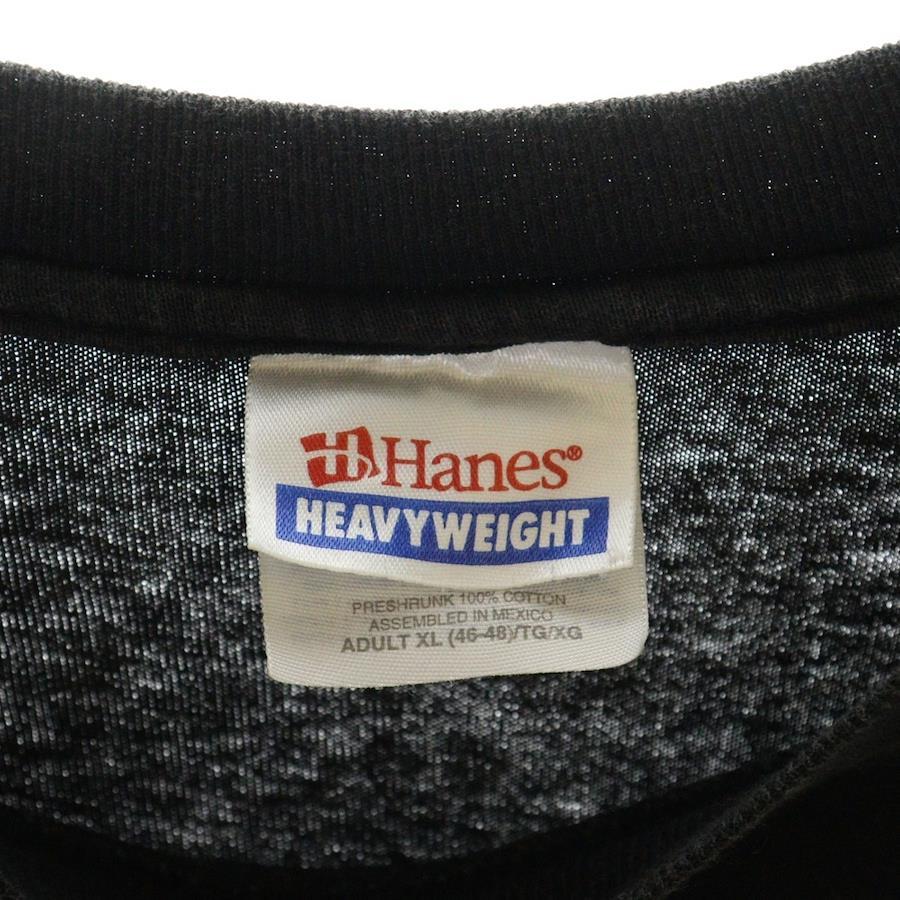 Hanes®
HEAVYWEIGHT
PRESHRUNK 100% COTTON
ASSEMBLED IN MEXICO
ADULT XL (46-48)/TG/XG